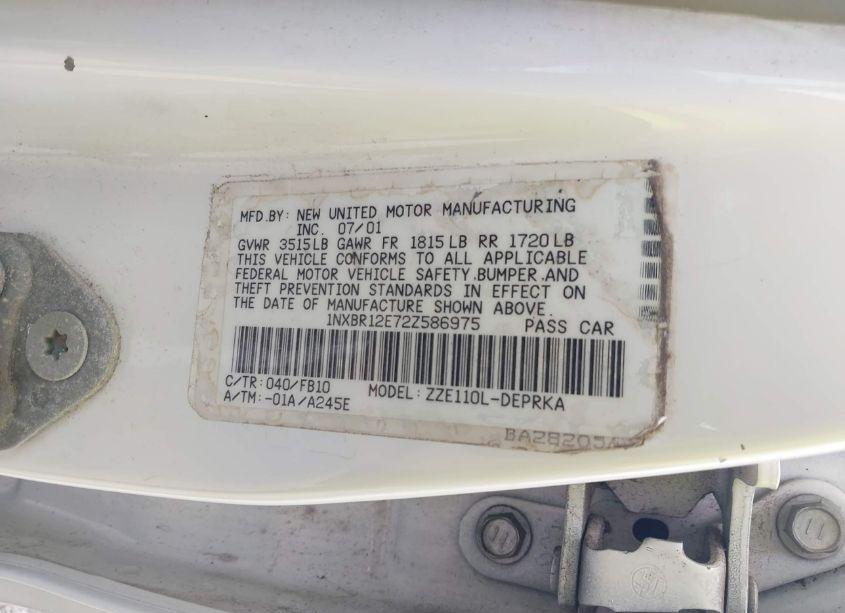 MFD.BY: NEW UNITED MOTOR MANUFACTURING
INC. 07/01
GVWR 3515LB GAWR FR 1815LB RR 1720LB
THIS VEHICLE CONFORMS TO ALL APPLICABLE
FEDERAL MOTOR VEHICLE SAFETY,BUMPER,AND
THEFT PREVENTION STANDARDS IN EFFECT ON
THE DATE OF MANUFACTURE SHOWN ABOVE.
1NXBR12E72Z586975 PASS CAR
C/TR:040/FB10 MODEL: ZZE110L-DEPRKA
A/TM:-01A/A245E
BA28205A